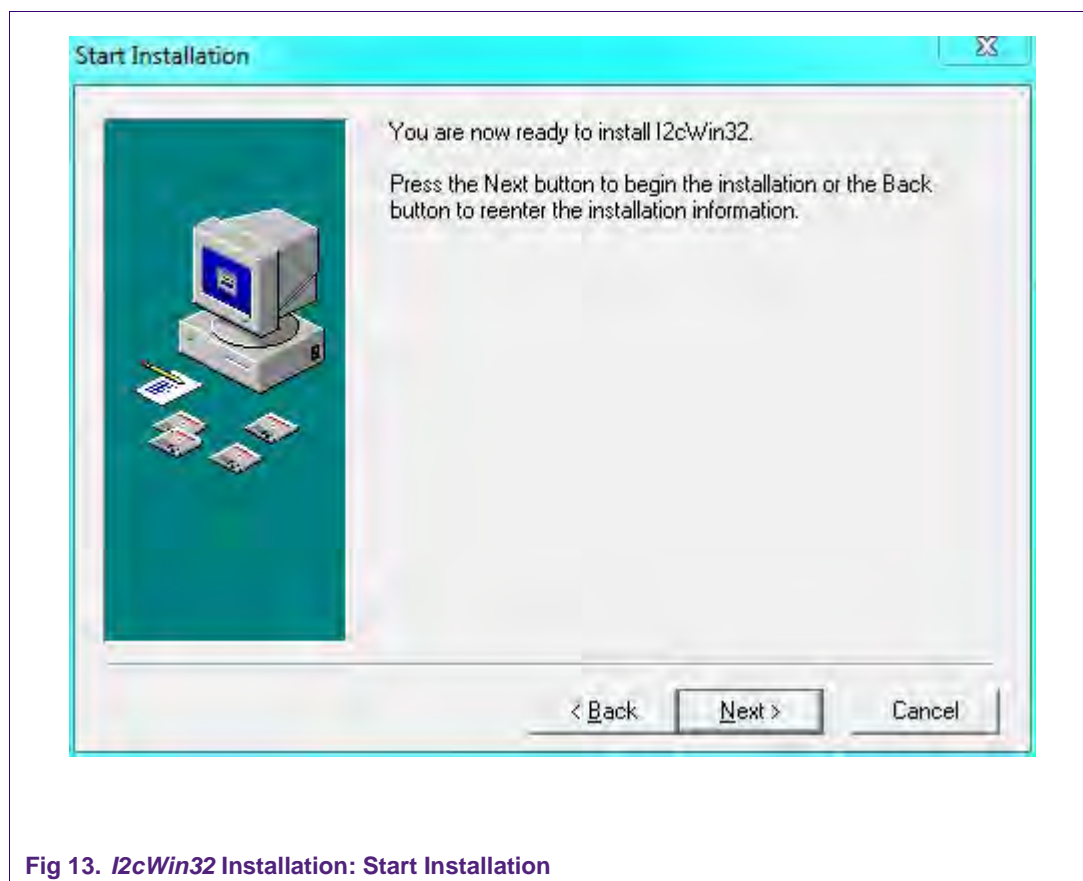 Start Installation
You are now ready to install I2cWin32.
Press the Next button to begin the installation or the Back
button to reenter the installation information.
< Back
Next >
Cancel
Fig 13. I2cWin32 Installation: Start Installation